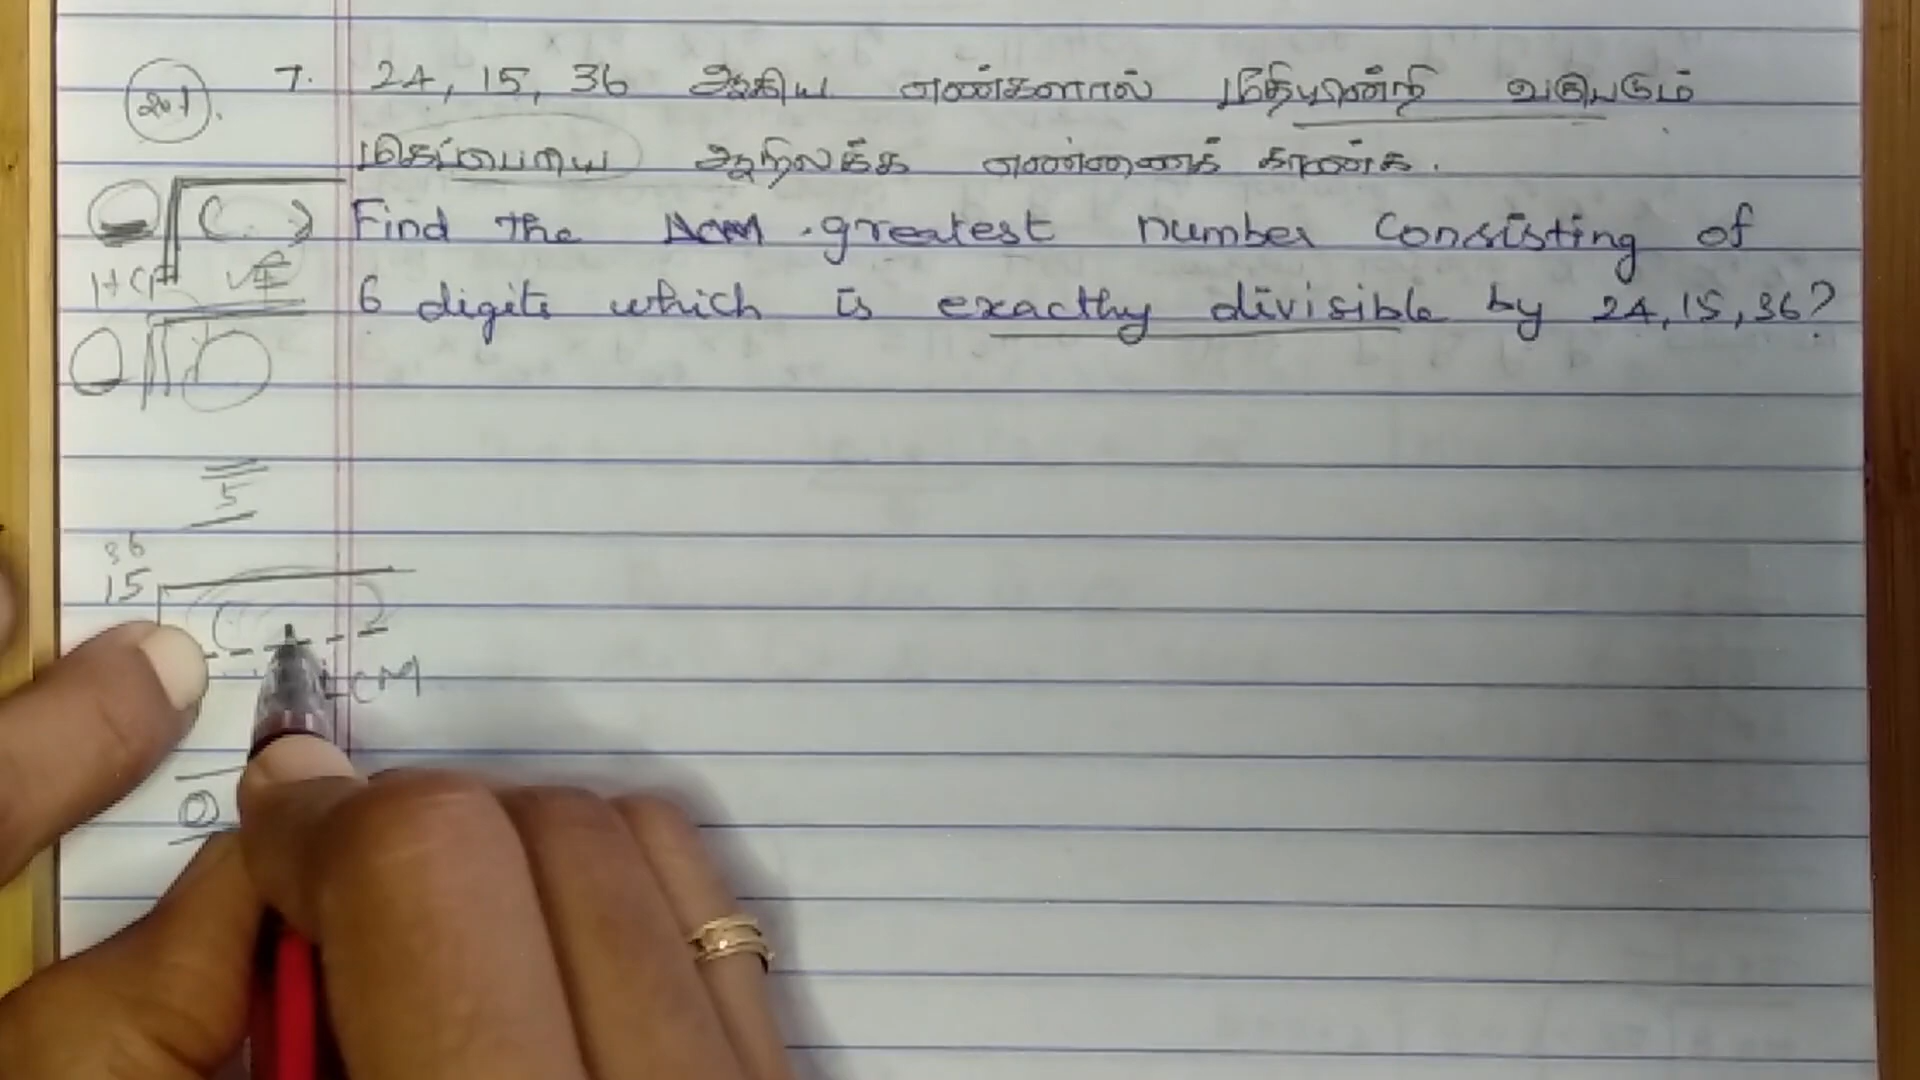 7. 24, 15, 36 ஆகிய எண்களால் மீதியின்றி வகுபடும்
மிகப்பெரிய ஆறிலக்க எண்ணைக் காண்க.
Find the greatest number consisting of
6 digits which is exactly divisible by 24, 15, 36?
HCF
5
36
15
LCM
0